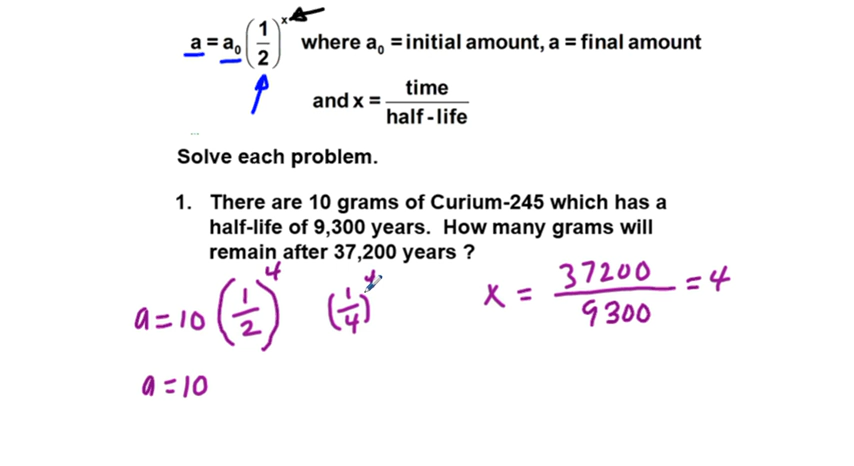 a = a₀ (1/2)ˣ where a₀ = initial amount, a = final amount
and x = time / half-life
Solve each problem.
1. There are 10 grams of Curium-245 which has a
half-life of 9,300 years. How many grams will
remain after 37,200 years ?
a = 10 (1/2)⁴ (1/4)⁴ x = 37200 / 9300 = 4
a = 10